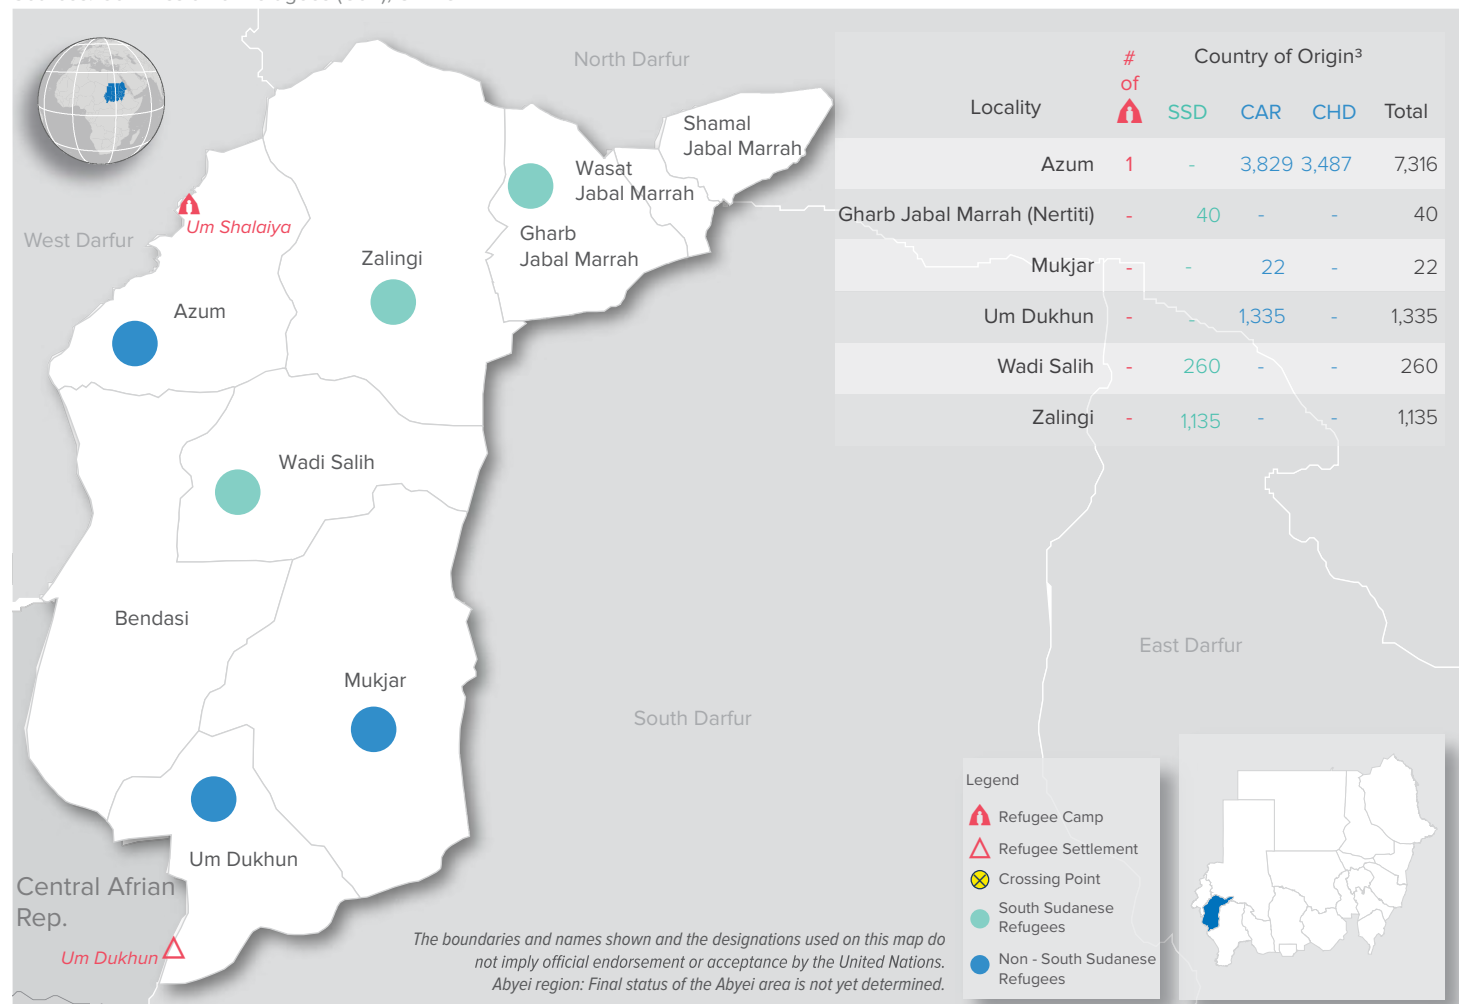 North Darfur
Shamal
Jabal Marrah
Wasat
Jabal Marrah
Um Shalaiya
West Darfur
Gharb
Jabal Marrah
Zalingi
Azum
Wadi Salih
Bendasi
Mukjar
Um Dukhun
Central Afrian
Rep.
Um Dukhun
South Darfur
East Darfur
# of Country of Origin³
Locality SSD CAR CHD Total
Azum 1 - 3,829 3,487 7,316
Gharb Jabal Marrah (Nertiti) - 40 - - 40
Mukjar - - 22 - 22
Um Dukhun - - 1,335 - 1,335
Wadi Salih - 260 - - 260
Zalingi - 1,135 - - 1,135
The boundaries and names shown and the designations used on this map do
not imply official endorsement or acceptance by the United Nations.
Abyei region: Final status of the Abyei area is not yet determined.
Legend
Refugee Camp
Refugee Settlement
Crossing Point
South Sudanese
Refugees
Non - South Sudanese
Refugees